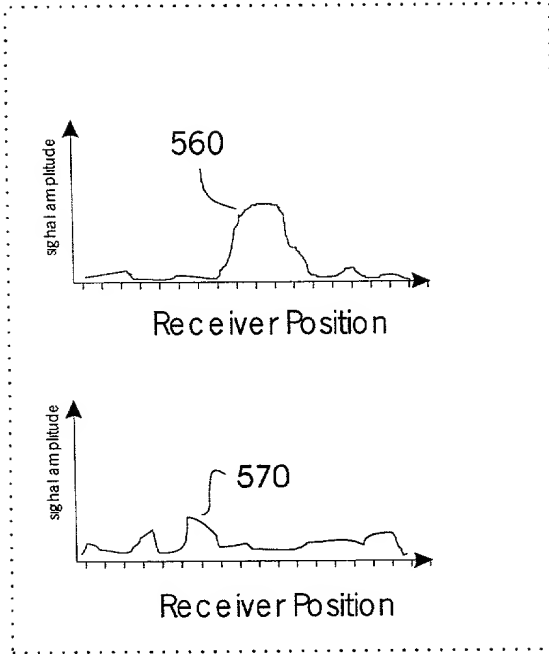 560
signal amplitude
Receiver Position
570
signal amplitude
Receiver Position